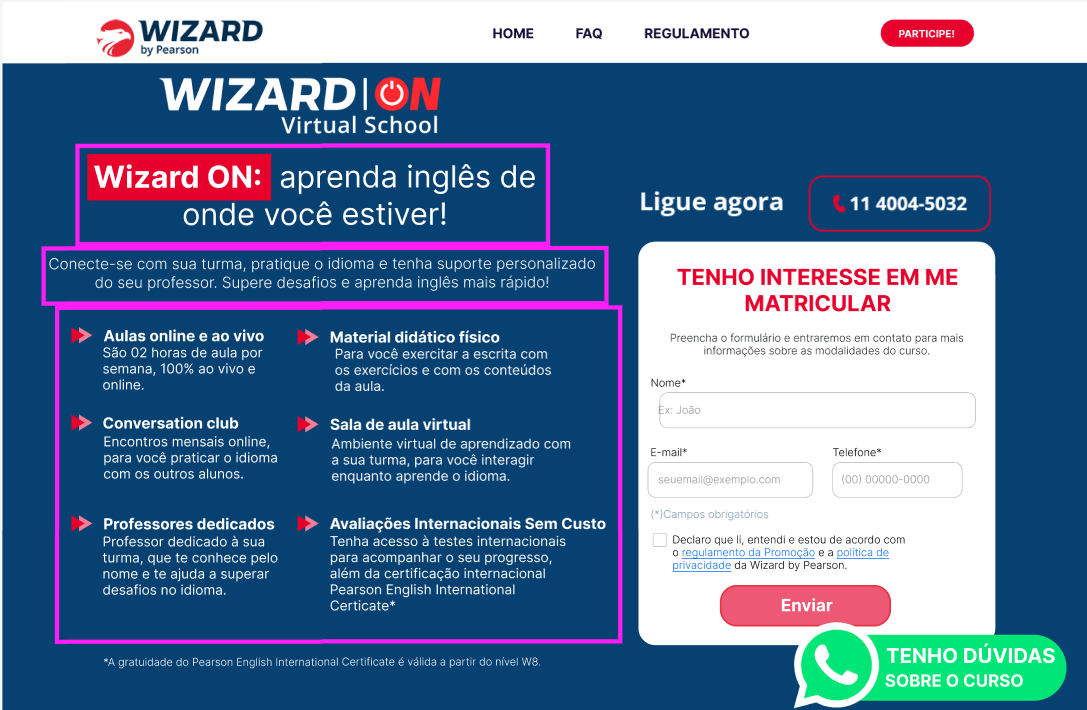 WIZARD
by Pearson
HOME
FAQ
REGULAMENTO
PARTICIPE!
WIZARD|ON
Virtual School
Wizard ON: aprenda inglês de
onde você estiver!
Conecte-se com sua turma, pratique o idioma e tenha suporte personalizado
do seu professor. Supere desafios e aprenda inglês mais rápido!
Aulas online e ao vivo
São 02 horas de aula por
semana, 100% ao vivo e
online.
Material didático físico
Para você exercitar a escrita com
os exercícios e com os conteúdos
da aula.
Conversation club
Encontros mensais online,
para você praticar o idioma
com os outros alunos.
Sala de aula virtual
Ambiente virtual de aprendizado com
a sua turma, para você interagir
enquanto aprende o idioma.
Professores dedicados
Professor dedicado à sua
turma, que te conhece pelo
nome e te ajuda a superar
desafios no idioma.
Avaliações Internacionais Sem Custo
Tenha acesso à testes internacionais
para acompanhar o seu progresso,
além da certificação internacional
Pearson English International
Certicate*
*A gratuidade do Pearson English International Certificate é válida a partir do nível W8.
Ligue agora
11 4004-5032
TENHO INTERESSE EM ME
MATRICULAR
Preencha o formulário e entraremos em contato para mais
informações sobre as modalidades do curso.
Nome*
Ex: João
E-mail*
Telefone*
seuemail@exemplo.com
(00) 00000-0000
(*)Campos obrigatórios
Declaro que li, entendi e estou de acordo com
o regulamento da Promoção e a política de
privacidade da Wizard by Pearson.
Enviar
TENHO DÚVIDAS
SOBRE O CURSO